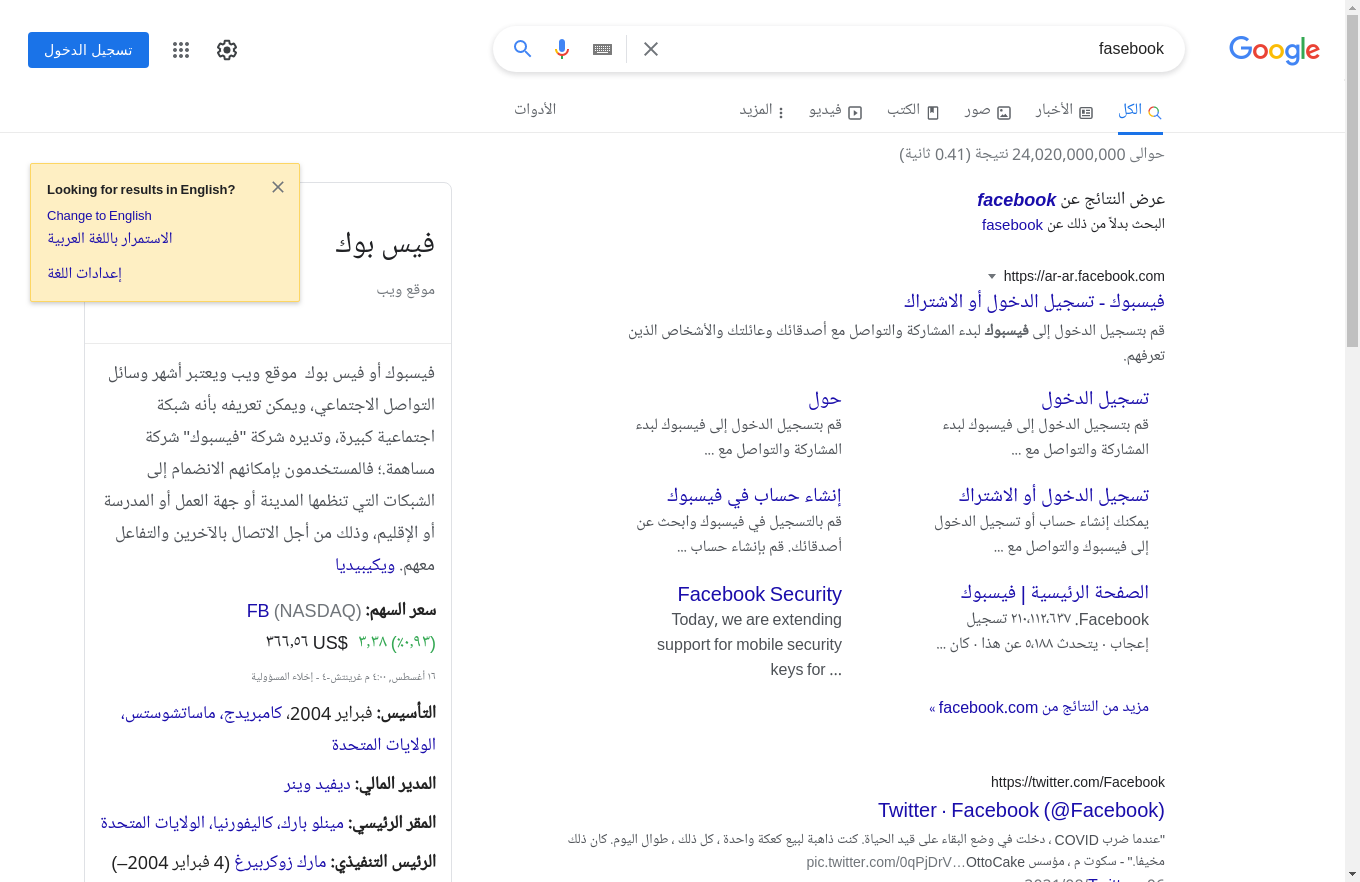 Google
fasebook
تسجيل الدخول
الكل
الأخبار
صور
الكتب
فيديو
المزيد
الأدوات
حوالى 24,020,000,000 نتيجة (0.41 ثانية)
عرض النتائج عن facebook
البحث بدلاً من ذلك عن fasebook
https://ar-ar.facebook.com
فيسبوك - تسجيل الدخول أو الاشتراك
قم بتسجيل الدخول إلى فيسبوك لبدء المشاركة والتواصل مع أصدقائك وعائلتك والأشخاص الذين
تعرفهم.
تسجيل الدخول
قم بتسجيل الدخول إلى فيسبوك لبدء
المشاركة والتواصل مع ...
حول
قم بتسجيل الدخول إلى فيسبوك لبدء
المشاركة والتواصل مع ...
تسجيل الدخول أو الاشتراك
يمكنك إنشاء حساب أو تسجيل الدخول
إلى فيسبوك والتواصل مع ...
إنشاء حساب في فيسبوك
قم بالتسجيل في فيسبوك وابحث عن
أصدقائك. قم بإنشاء حساب ...
الصفحة الرئيسية | فيسبوك
Facebook. ٢١٠،١١٢،٦٣٧ تسجيل
إعجاب · يتحدث ٥،١٨٨ عن هذا · كان ...
Facebook Security
Today, we are extending
support for mobile security
keys for ...
مزيد من النتائج من facebook.com »
https://twitter.com/Facebook
Twitter · Facebook (@Facebook)
"عندما ضرب COVID ، دخلت في وضع البقاء على قيد الحياة. كنت ذاهبة لبيع كعكة واحدة ، كل ذلك ، طوال اليوم. كان ذلك
مخيفا." - سكوت م ، مؤسس OttoCake…pic.twitter.com/0qPjDrV
Looking for results in English?
Change to English
الاستمرار باللغة العربية
إعدادات اللغة
فيس بوك
موقع ويب
فيسبوك أو فيس بوك موقع ويب ويعتبر أشهر وسائل
التواصل الاجتماعي، ويمكن تعريفه بأنه شبكة
اجتماعية كبيرة، وتديره شركة "فيسبوك" شركة
مساهمة.؛ فالمستخدمون بإمكانهم الانضمام إلى
الشبكات التي تنظمها المدينة أو جهة العمل أو المدرسة
أو الإقليم، وذلك من أجل الاتصال بالآخرين والتفاعل
معهم. ويكيبيديا
سعر السهم: FB (NASDAQ)
٣٦٦,٥٦ US$ ٣,٣٨ (٪٠,٩٣)
١٦ أغسطس, ٤:٠٠ م غرينتش-٤ - إخلاء المسؤولية
التأسيس: فبراير 2004، كامبريدج، ماساتشوستس،
الولايات المتحدة
المدير المالي: ديفيد وينر
المقر الرئيسي: مينلو بارك، كاليفورنيا، الولايات المتحدة
الرئيس التنفيذي: مارك زوكربيرغ (4 فبراير 2004–)